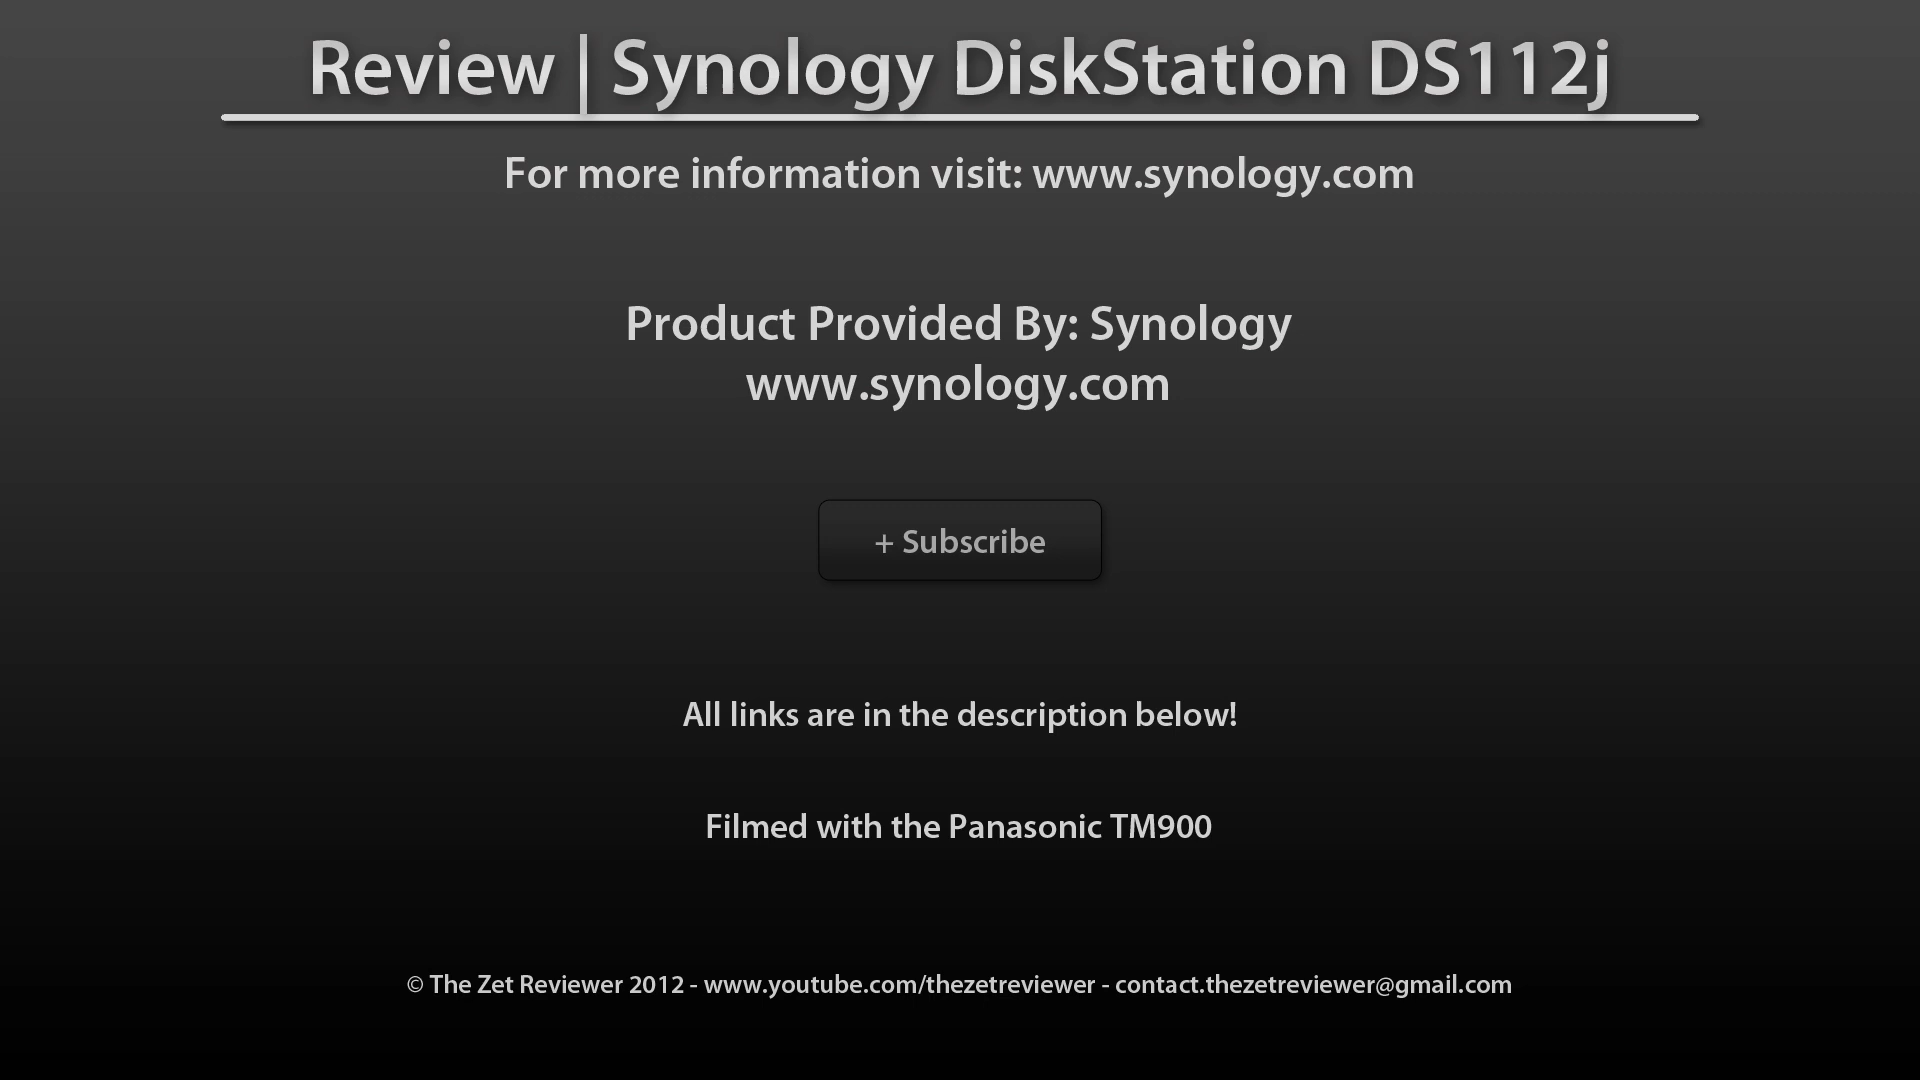 Review | Synology DiskStation DS112j
For more information visit: www.synology.com
Product Provided By: Synology
www.synology.com
+ Subscribe
All links are in the description below!
Filmed with the Panasonic TM900
© The Zet Reviewer 2012 - www.youtube.com/thezetreviewer - contact.thezetreviewer@gmail.com